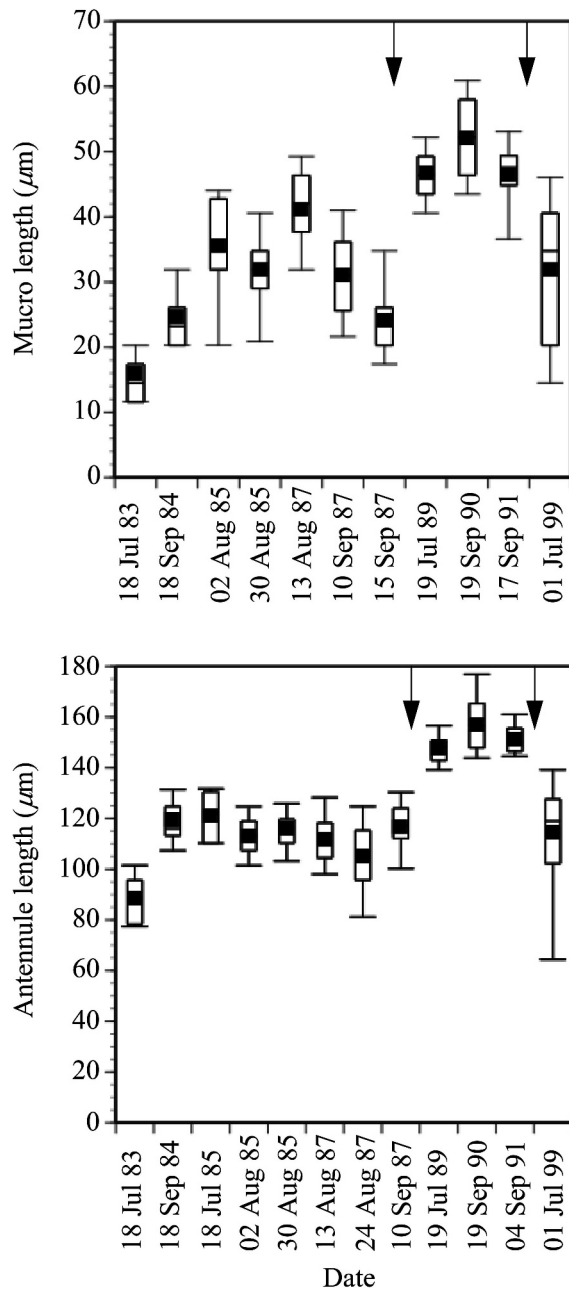 70
60
50
40
30
20
10
0
Mucro length (μm)
18 Jul 83
18 Sep 84
02 Aug 85
30 Aug 85
13 Aug 87
10 Sep 87
15 Sep 87
19 Jul 89
19 Sep 90
17 Sep 91
01 Jul 99
180
160
140
120
100
80
60
40
20
0
Antennule length (μm)
18 Jul 83
18 Sep 84
18 Jul 85
02 Aug 85
30 Aug 85
13 Aug 87
24 Aug 87
10 Sep 87
19 Jul 89
19 Sep 90
04 Sep 91
01 Jul 99
Date